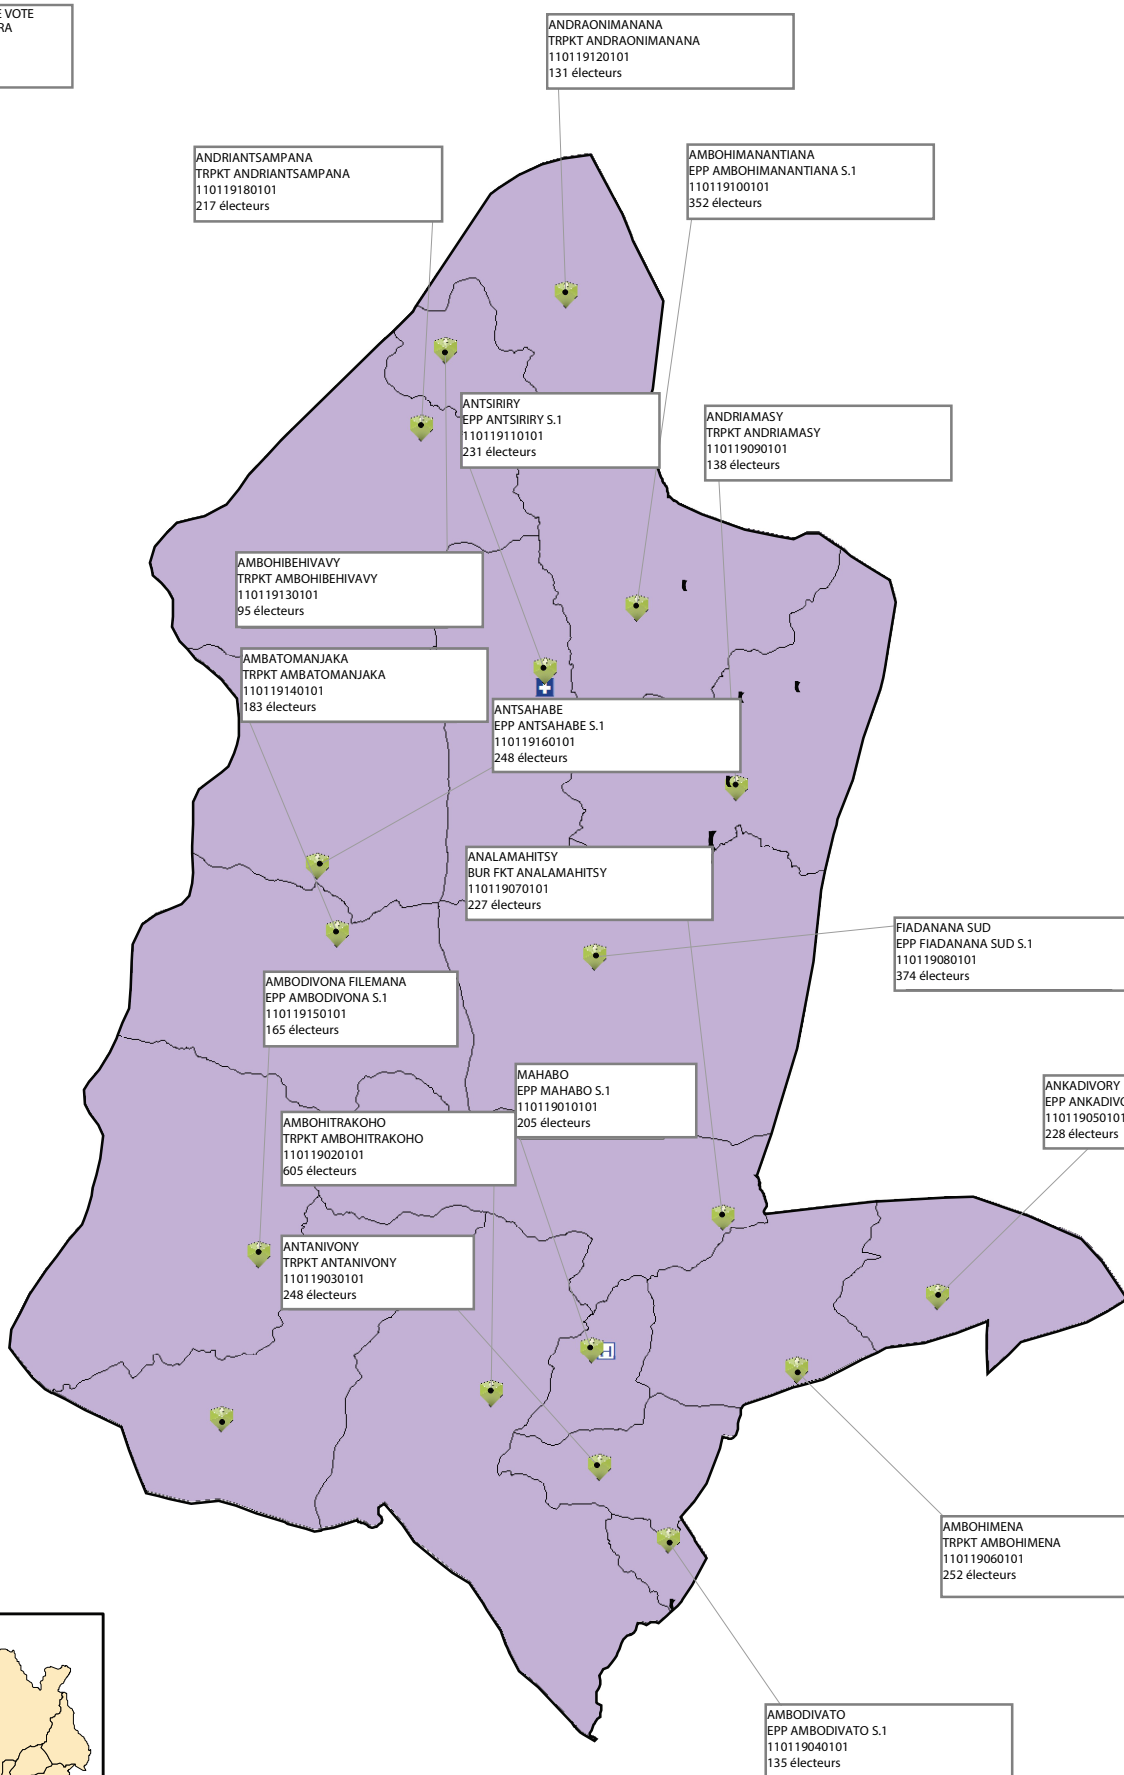 E VOTE
RA
ANDRAONIMANANA
TRPKT ANDRAONIMANANA
110119120101
131 électeurs
ANDRIANTSAMPANA
TRPKT ANDRIANTSAMPANA
110119180101
217 électeurs
AMBOHIMANANTIANA
EPP AMBOHIMANANTIANA S.1
110119100101
352 électeurs
ANTSIRIRY
EPP ANTSIRIRY S.1
110119110101
231 électeurs
ANDRIAMASY
TRPKT ANDRIAMASY
110119090101
138 électeurs
AMBOHIBEHIVAVY
TRPKT AMBOHIBEHIVAVY
110119130101
95 électeurs
AMBATOMANJAKA
TRPKT AMBATOMANJAKA
110119140101
183 électeurs
ANTSAHABE
EPP ANTSAHABE S.1
110119160101
248 électeurs
ANALAMAHITSY
BUR FKT ANALAMAHITSY
110119070101
227 électeurs
FIADANANA SUD
EPP FIADANANA SUD S.1
110119080101
374 électeurs
AMBODIVONA FILEMANA
EPP AMBODIVONA S.1
110119150101
165 électeurs
MAHABO
EPP MAHABO S.1
110119010101
205 électeurs
ANKADIVORY
EPP ANKADIVO
110119050101
228 électeurs
AMBOHITRAKOHO
TRPKT AMBOHITRAKOHO
110119020101
605 électeurs
ANTANIVONY
TRPKT ANTANIVONY
110119030101
248 électeurs
H
AMBOHIMENA
TRPKT AMBOHIMENA
110119060101
252 électeurs
AMBODIVATO
EPP AMBODIVATO S.1
110119040101
135 électeurs